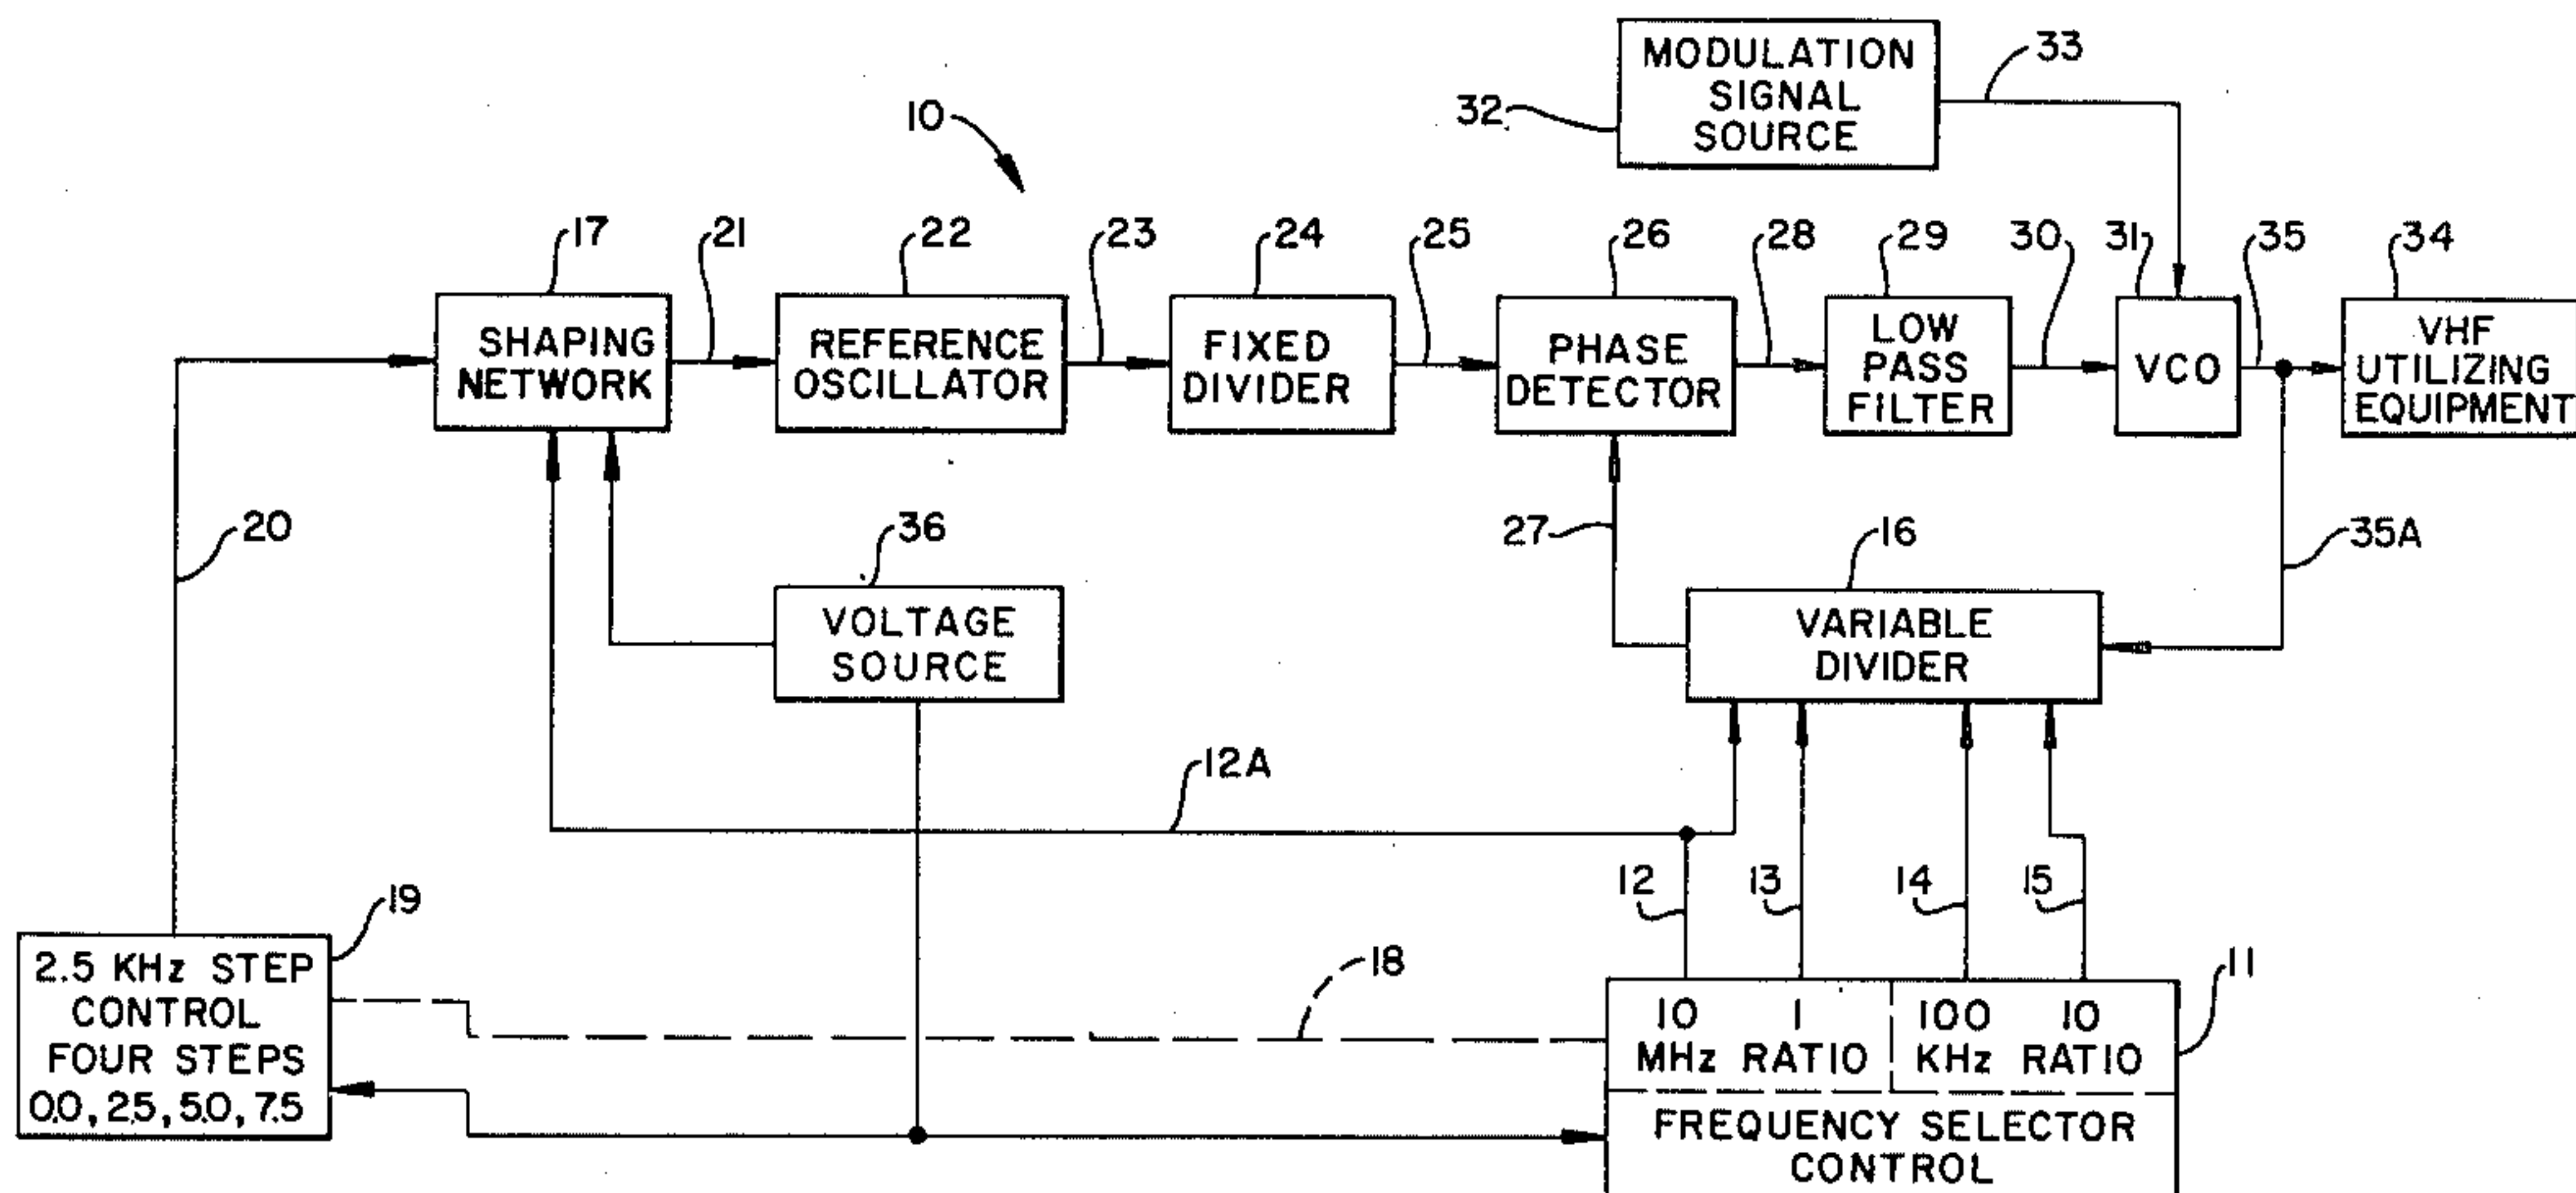 MODULATION
SIGNAL
SOURCE
32
33
10
17
21
22
23
24
25
26
28
29
30
31
35
34
SHAPING
NETWORK
REFERENCE
OSCILLATOR
FIXED
DIVIDER
PHASE
DETECTOR
LOW
PASS
FILTER
VCO
VHF
UTILIZING
EQUIPMENT
20
36
27
16
35A
VOLTAGE
SOURCE
VARIABLE
DIVIDER
12A
12
13
14
15
19
18
11
2.5 KHz STEP
CONTROL
FOUR STEPS
0.0, 2.5, 5.0, 7.5
10 1 100 10
MHz RATIO KHz RATIO
FREQUENCY SELECTOR
CONTROL